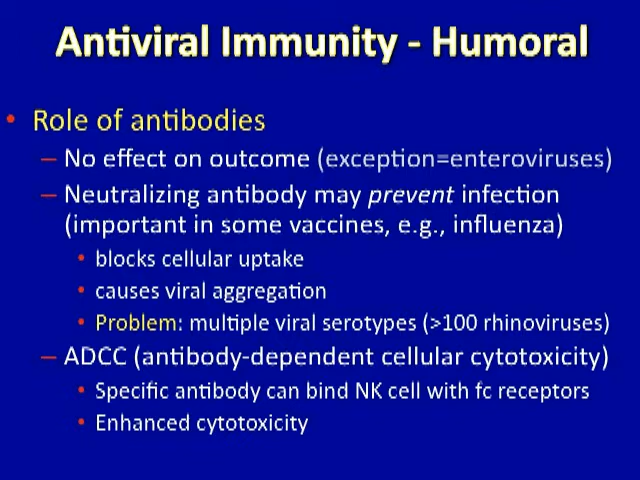 Antiviral Immunity - Humoral
• Role of antibodies
– No effect on outcome (exception=enteroviruses)
– Neutralizing antibody may prevent infection
(important in some vaccines, e.g., influenza)
• blocks cellular uptake
• causes viral aggregation
• Problem: multiple viral serotypes (>100 rhinoviruses)
– ADCC (antibody-dependent cellular cytotoxicity)
• Specific antibody can bind NK cell with fc receptors
• Enhanced cytotoxicity